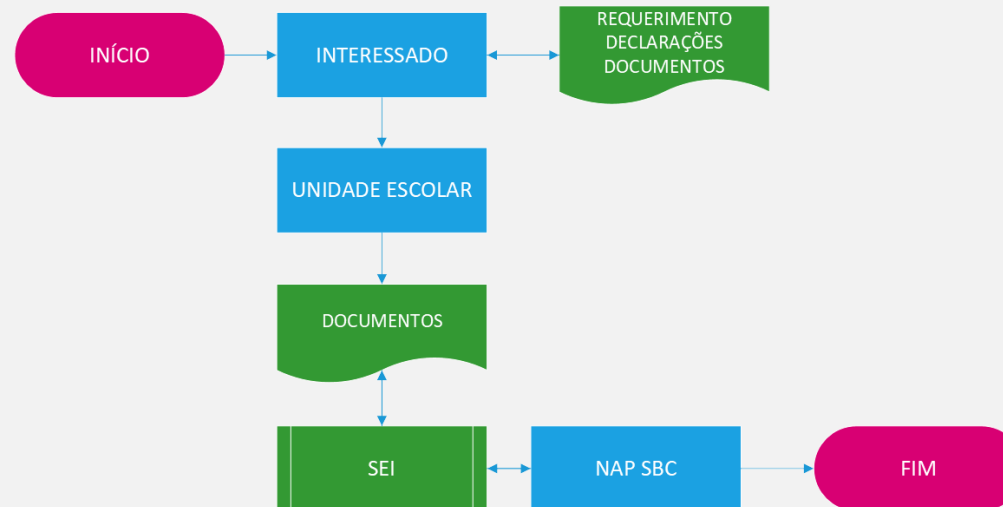 INÍCIO
INTERESSADO
REQUERIMENTO
DECLARAÇÕES
DOCUMENTOS
UNIDADE ESCOLAR
DOCUMENTOS
SEI
NAP SBC
FIM